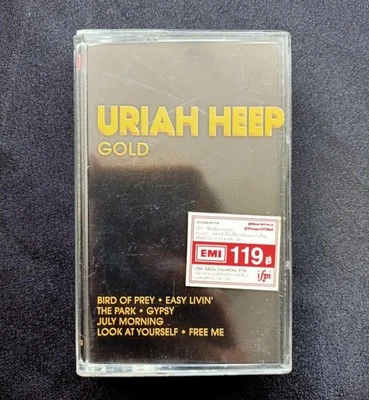 URIAH HEEP
GOLD
EMI 119 ฿
ifpi
BIRD OF PREY • EASY LIVIN'
THE PARK • GYPSY
JULY MORNING
LOOK AT YOURSELF • FREE ME